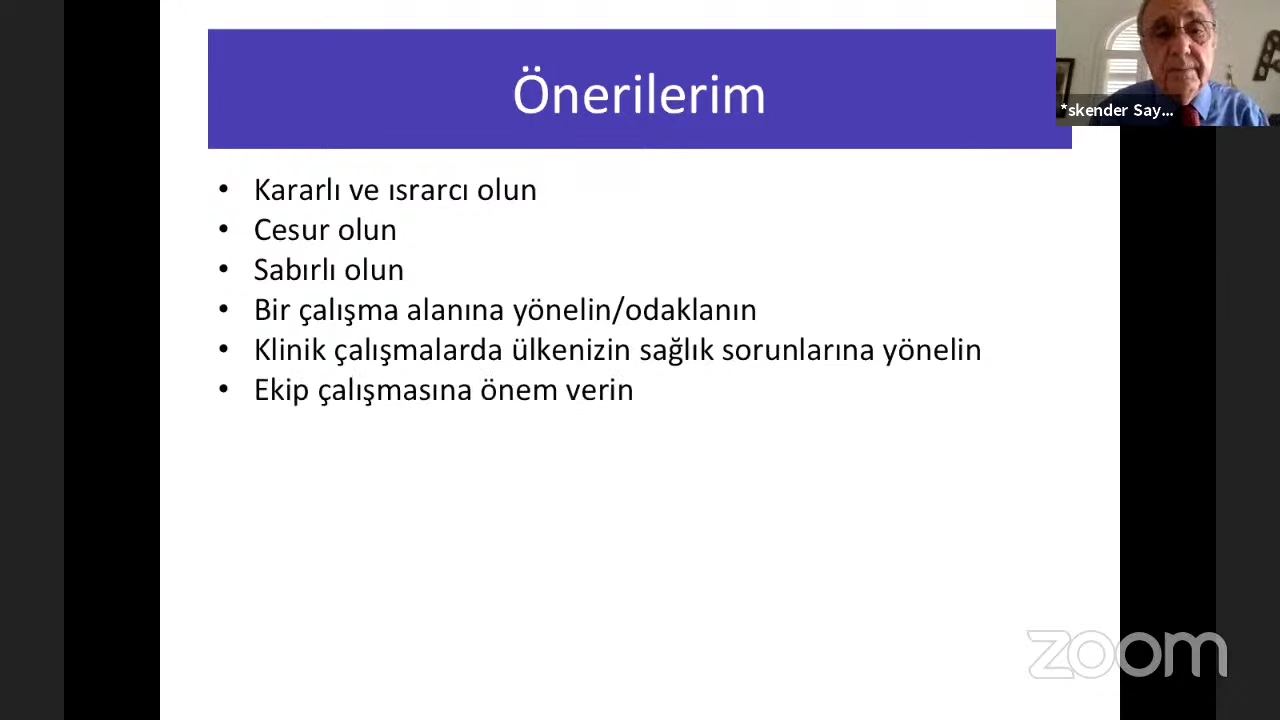 Önerilerim
*skender Say...
• Kararlı ve ısrarcı olun
• Cesur olun
• Sabırlı olun
• Bir çalışma alanına yönelin/odaklanın
• Klinik çalışmalarda ülkenizin sağlık sorunlarına yönelin
• Ekip çalışmasına önem verin
zoom